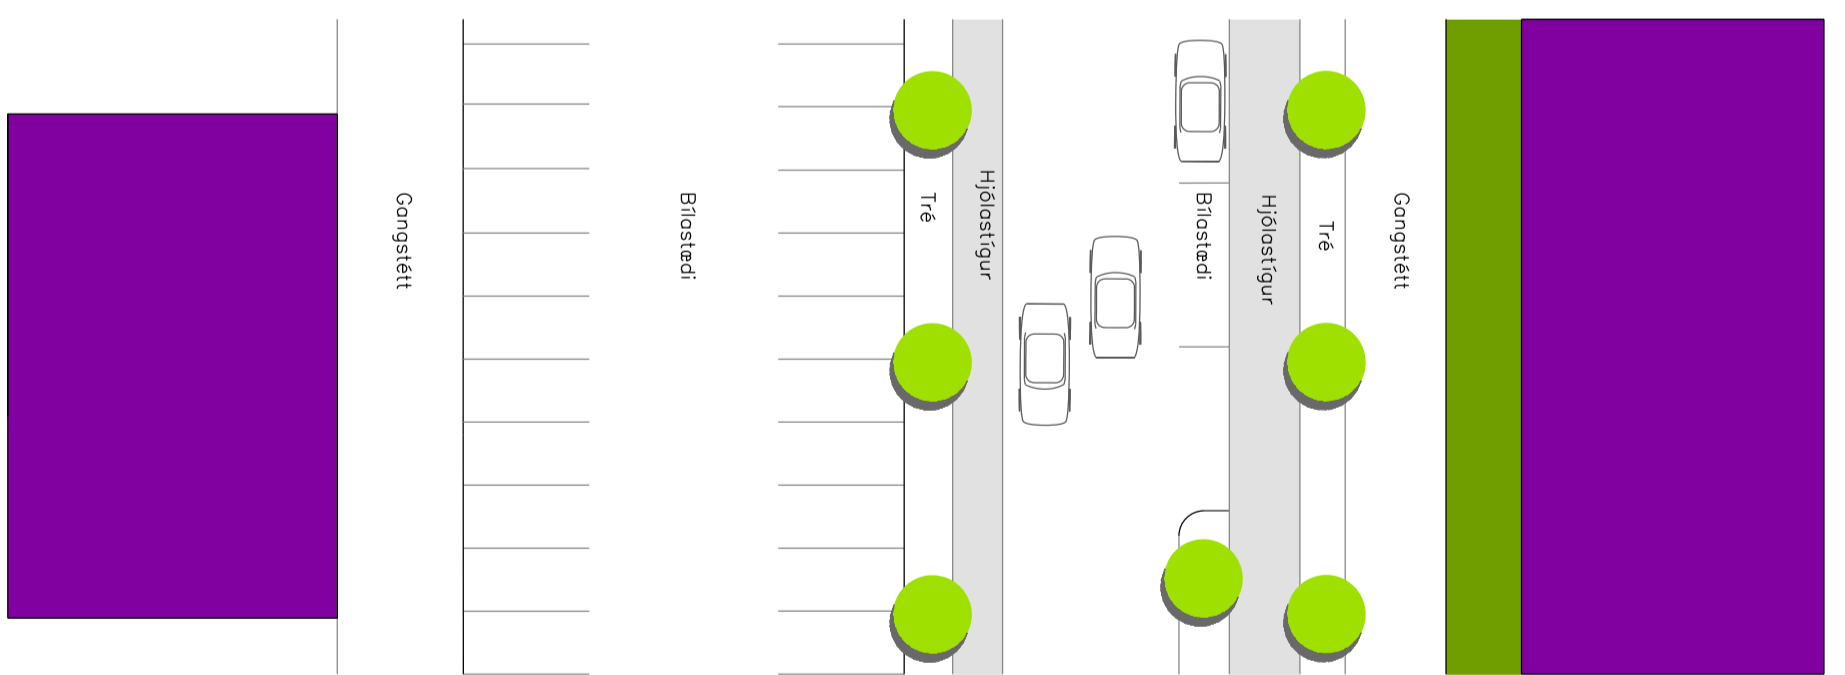 Gangstétt
Bílastæði
Tré
Hjólastígur
Bílastæði
Hjólastígur
Tré
Gangstétt